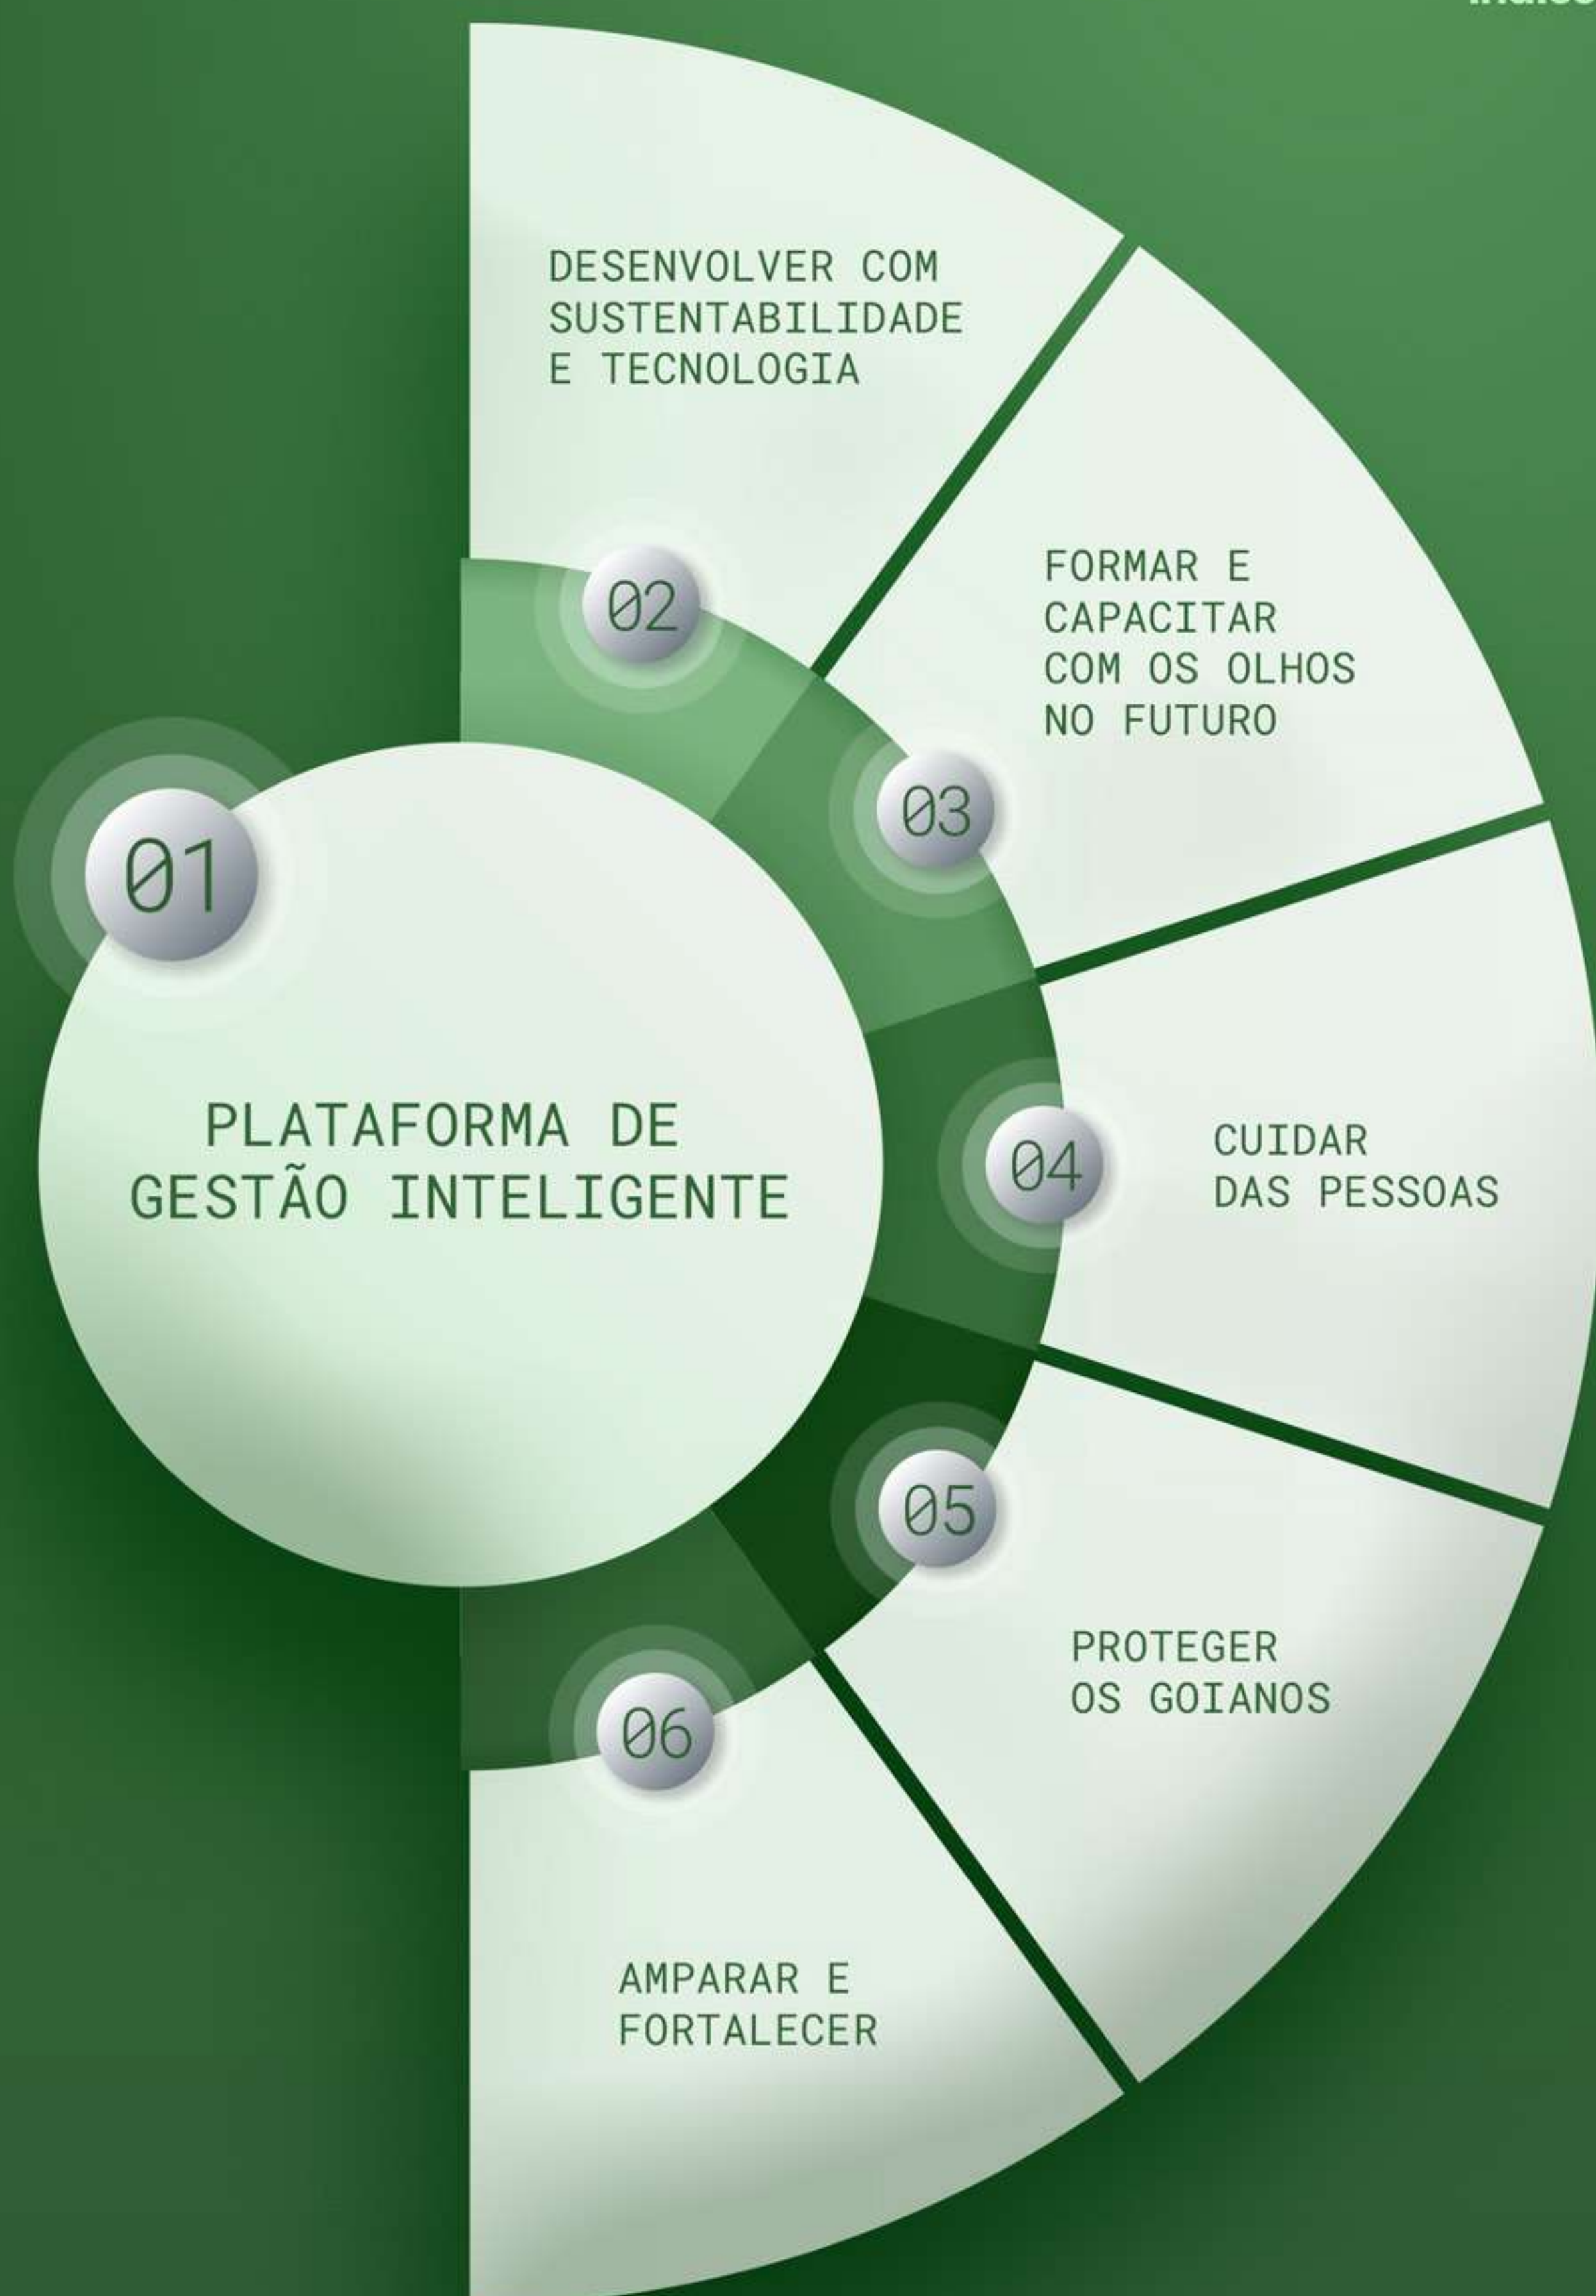 DESENVOLVER COM
SUSTENTABILIDADE
E TECNOLOGIA
02
FORMAR E
CAPACITAR
COM OS OLHOS
NO FUTURO
03
01
PLATAFORMA DE
GESTÃO INTELIGENTE
04
CUIDAR
DAS PESSOAS
05
PROTEGER
OS GOIANOS
06
AMPARAR E
FORTALECER